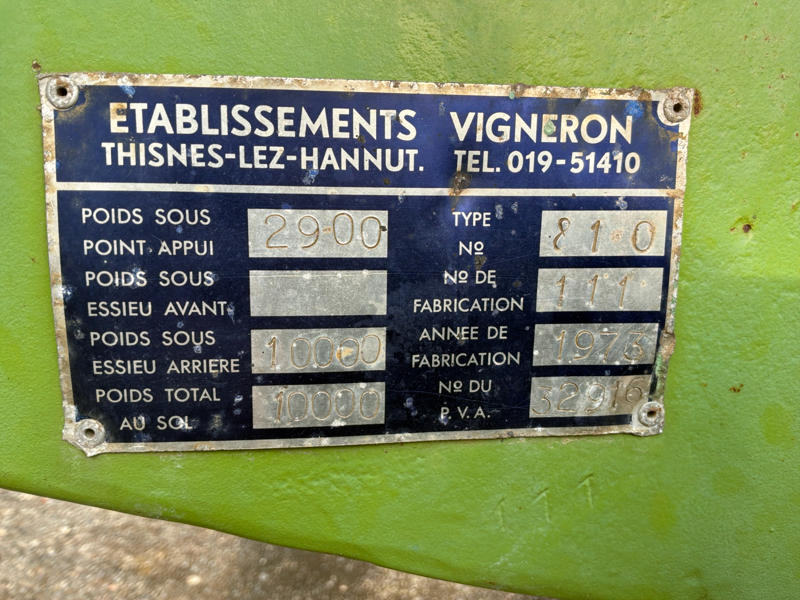 ETABLISSEMENTS VIGNERON
THISNES-LEZ-HANNUT. TEL. 019-51410
POIDS SOUS
POINT APPUI
2900
POIDS SOUS
ESSIEU AVANT
POIDS SOUS
ESSIEU ARRIERE
10000
POIDS TOTAL
AU SOL
10000
TYPE
No
810
No DE
FABRICATION
111
ANNEE DE
FABRICATION
1973
No DU
P.V.A.
32916
111